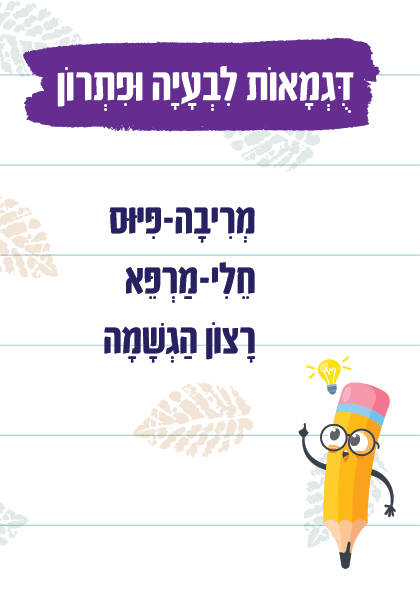 דֻּגְמָאוֹת לִבְעָיָה וּפִתְרוֹן
מְרִיבָה-פִּיּוּס
חֹלִי-מַרְפֵּא
רָצוֹן הַגְשָׁמָה